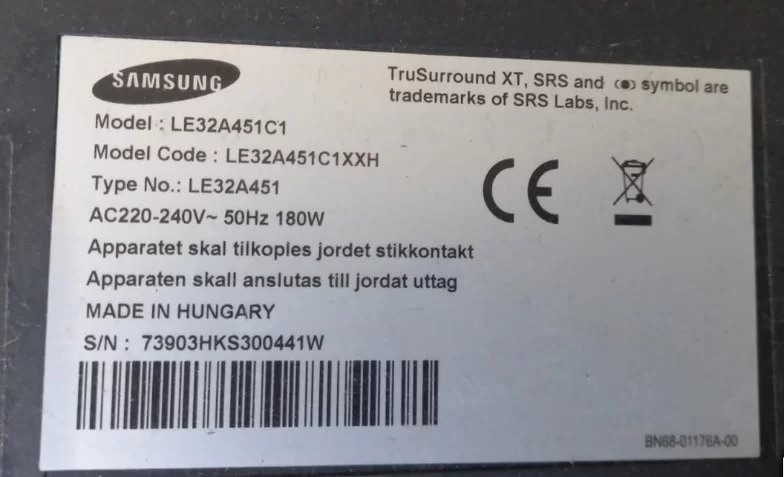 SAMSUNG
TruSurround XT, SRS and (●) symbol are
trademarks of SRS Labs, Inc.
Model : LE32A451C1
Model Code : LE32A451C1XXH
Type No.: LE32A451
AC220-240V~ 50Hz 180W
Apparatet skal tilkoples jordet stikkontakt
Apparaten skall anslutas till jordat uttag
MADE IN HUNGARY
S/N : 73903HKS300441W
CE
BN68-01176A-00